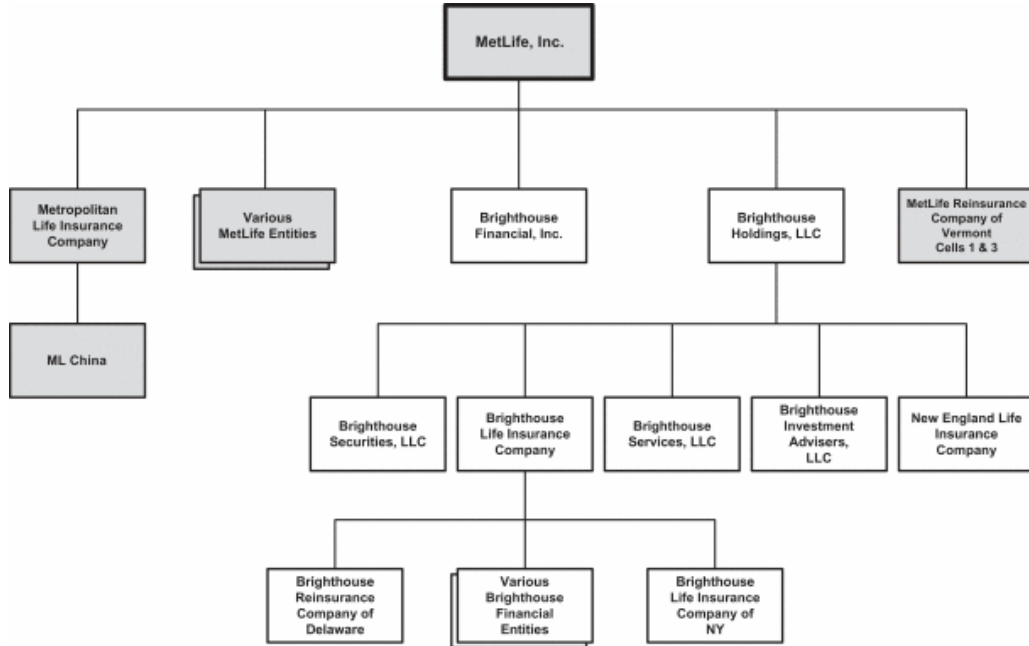 MetLife, Inc.
Metropolitan
Life Insurance
Company
Various
MetLife Entities
Brighthouse
Financial, Inc.
Brighthouse
Holdings, LLC
MetLife Reinsurance
Company of
Vermont
Cells 1 & 3
ML China
Brighthouse
Securities, LLC
Brighthouse
Life Insurance
Company
Brighthouse
Services, LLC
Brighthouse
Investment
Advisers,
LLC
New England Life
Insurance
Company
Brighthouse
Reinsurance
Company of
Delaware
Various
Brighthouse
Financial
Entities
Brighthouse
Life Insurance
Company of
NY